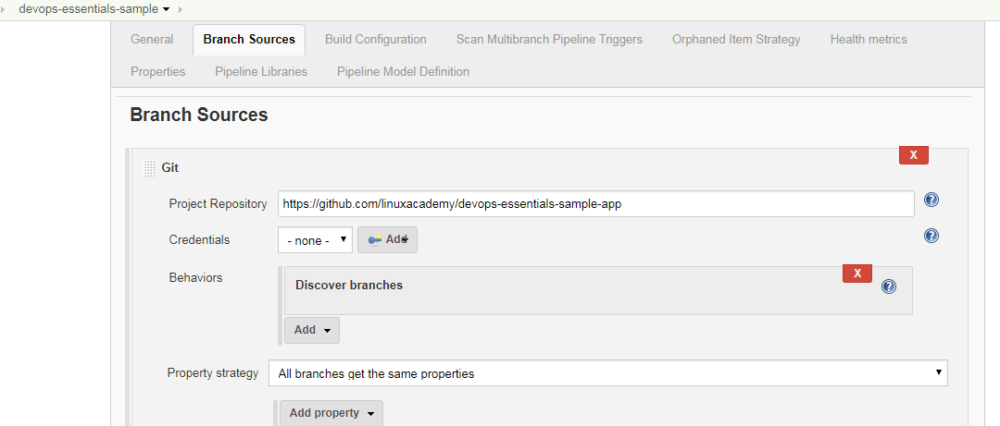 devops-essentials-sample
General Branch Sources Build Configuration Scan Multibranch Pipeline Triggers Orphaned Item Strategy Health metrics
Properties Pipeline Libraries Pipeline Model Definition
Branch Sources
X
Git
Project Repository https://github.com/linuxacademy/devops-essentials-sample-app ?
Credentials - none - Add ?
Behaviors
X
Discover branches ?
Add
Property strategy All branches get the same properties
Add property